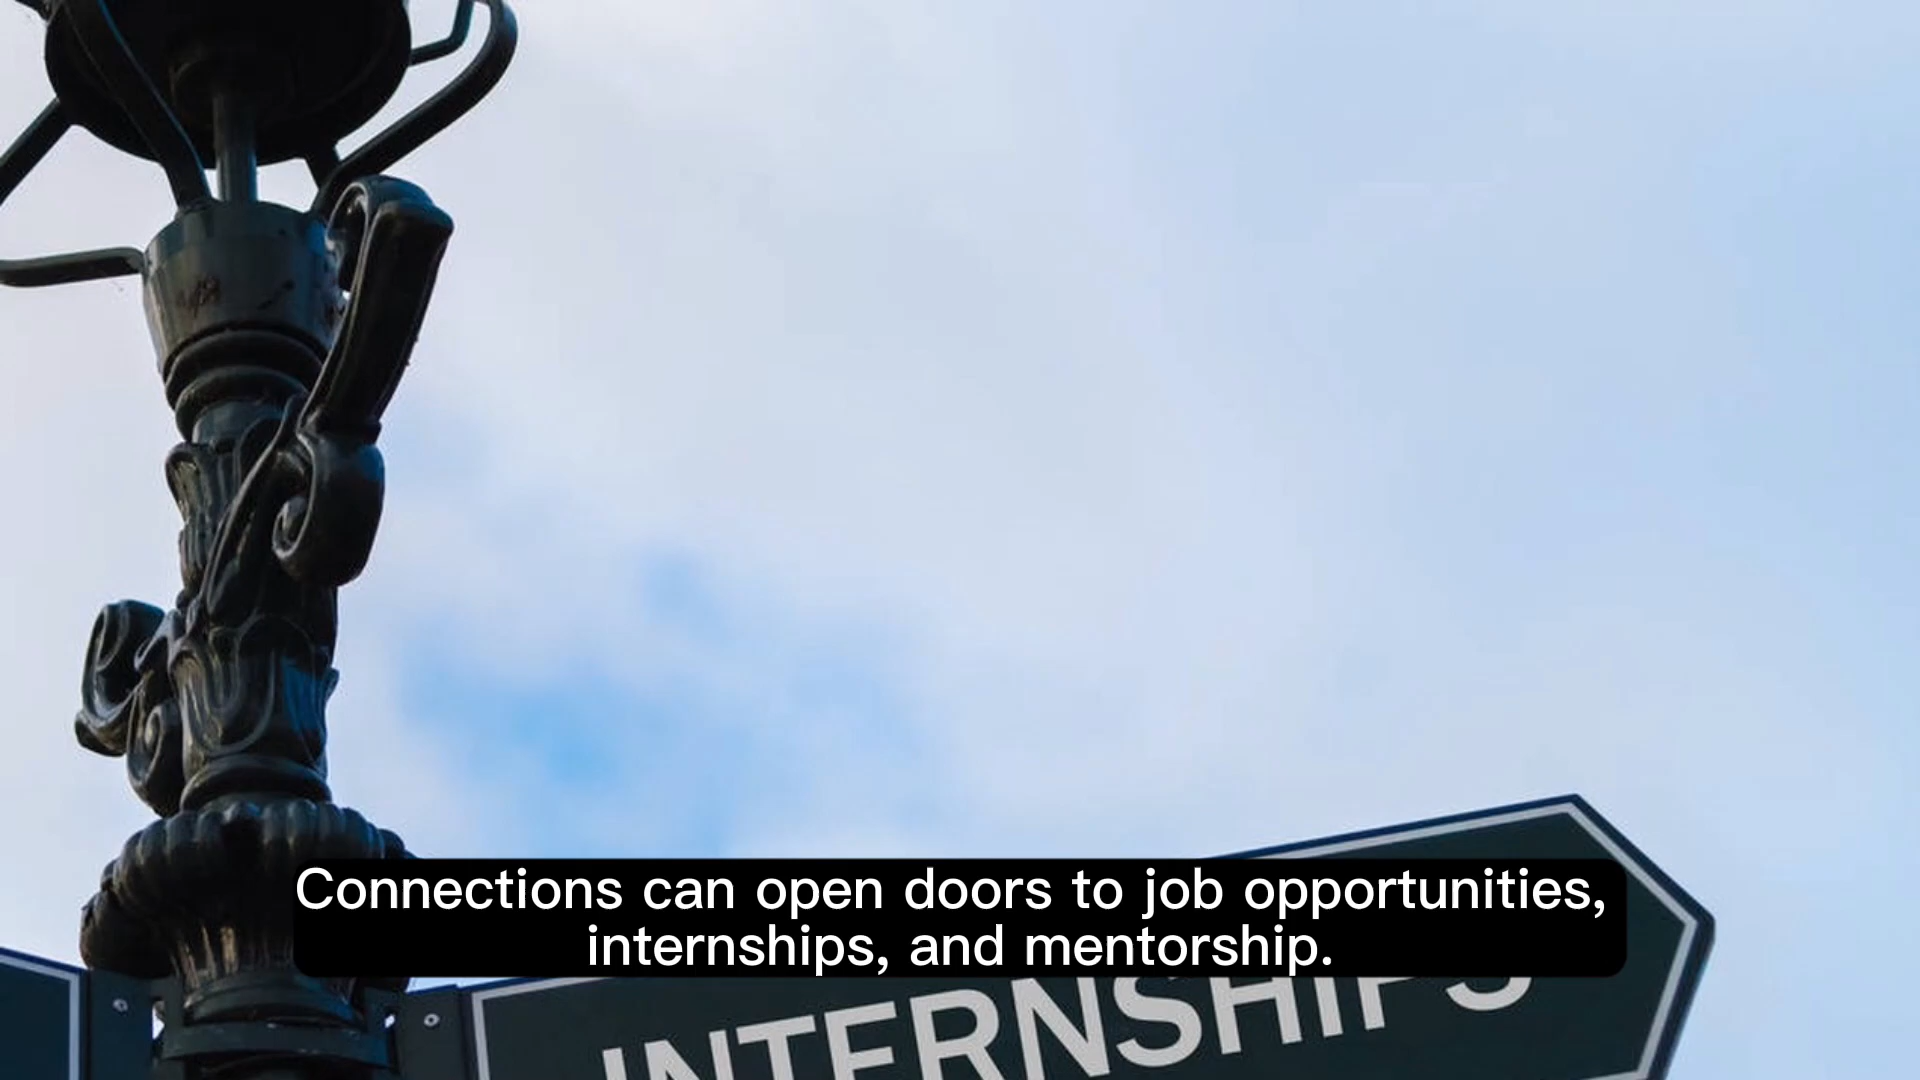 Connections can open doors to job opportunities,
internships, and mentorship.
INTERNSHIPS